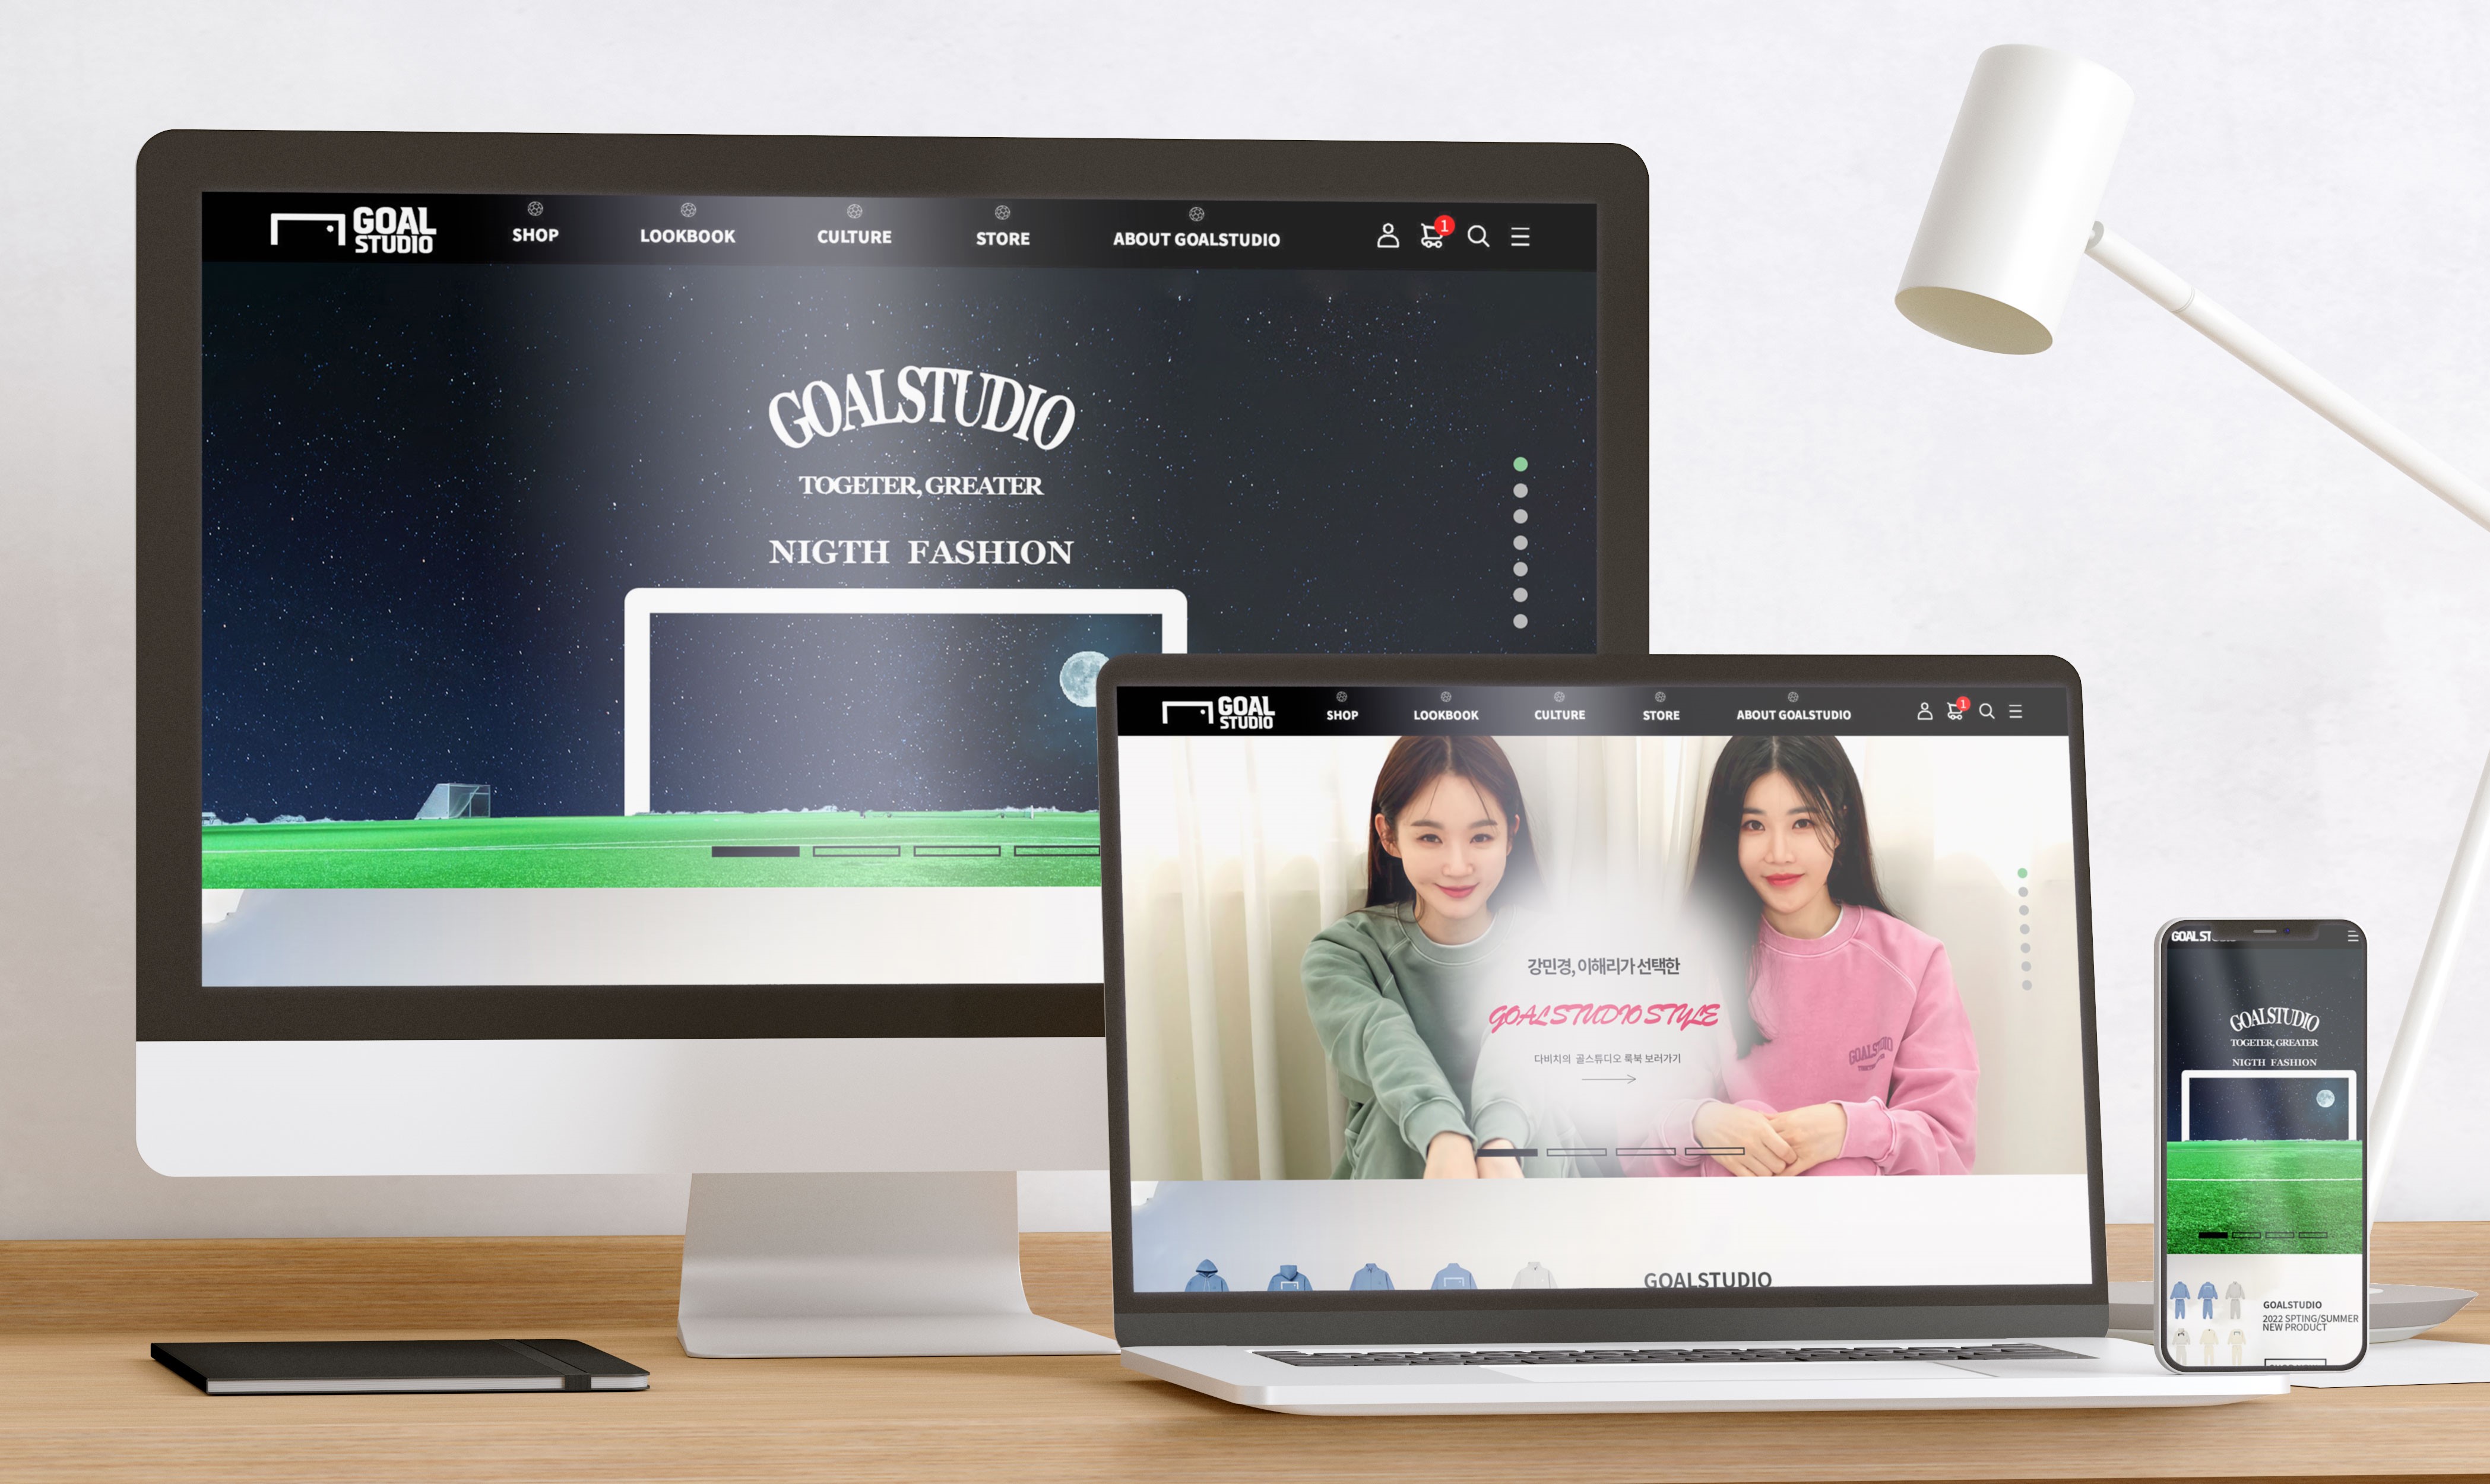 GOAL
STUDIO
SHOP
LOOKBOOK
CULTURE
STORE
ABOUT GOALSTUDIO
1
GOALSTUDIO
TOGETER, GREATER
NIGTH FASHION
GOAL
STUDIO
SHOP
LOOKBOOK
CULTURE
STORE
ABOUT GOALSTUDIO
1
강민경, 이해리가 선택한
GOALSTUDIO STYLE
다비치의 골스튜디오 룩북 보러가기
GOALSTUDIO
GOALSTUDIO
GOALST
GOALSTUDIO
TOGETER, GREATER
NIGTH FASHION
GOALSTUDIO
2022 SPTING/SUMMER
NEW PRODUCT